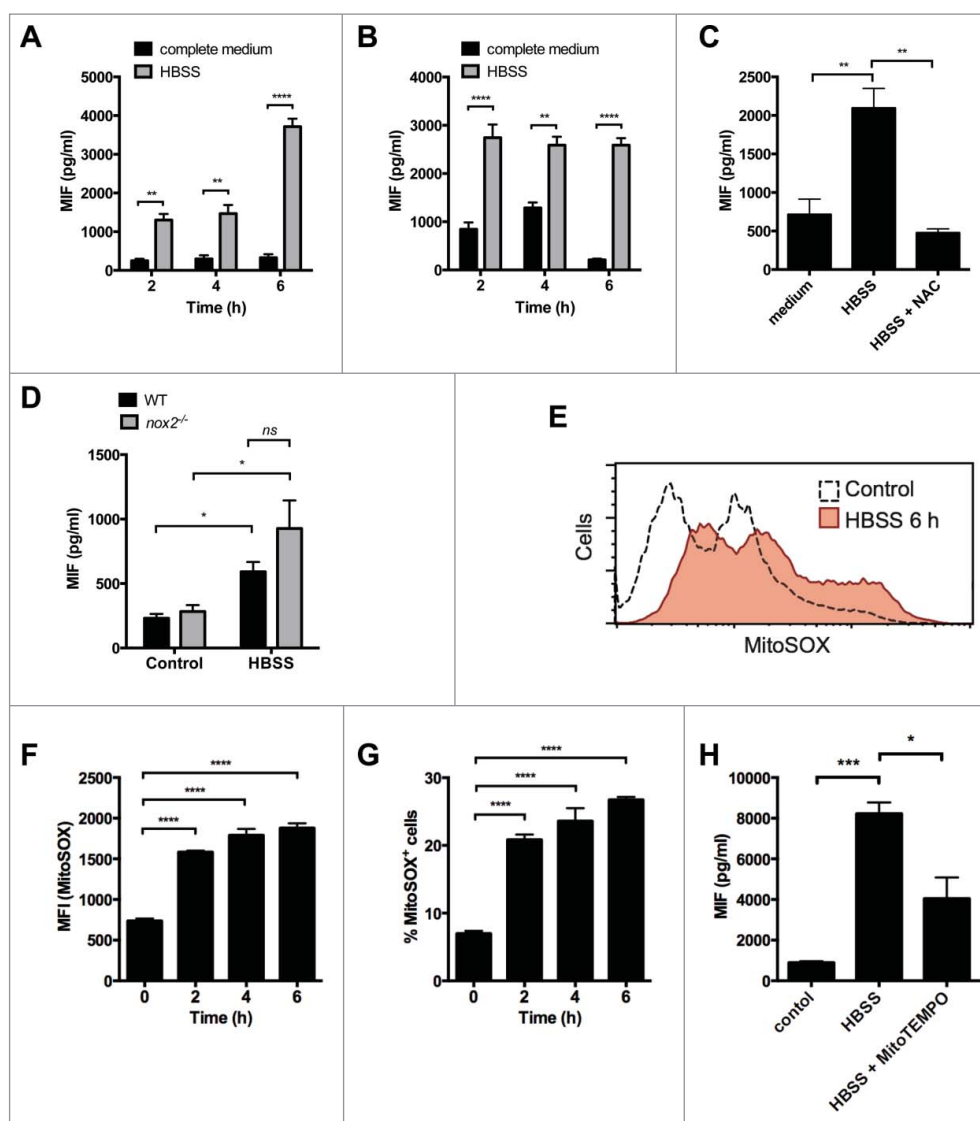 A
complete medium
HBSS
MIF (pg/ml)
5000
4000
3000
2000
1000
0
**
**
****
2
4
6
Time (h)
B
complete medium
HBSS
MIF (pg/ml)
4000
3000
2000
1000
0
****
**
****
2
4
6
Time (h)
C
MIF (pg/ml)
2500
2000
1500
1000
500
0
**
**
medium
HBSS
HBSS + NAC
D
WT
nox2-/-
MIF (pg/ml)
1500
1000
500
0
ns
*
*
Control
HBSS
E
Control
HBSS 6 h
Cells
MitoSOX
F
MFI (MitoSOX)
2500
2000
1500
1000
500
0
****
****
****
0
2
4
6
Time (h)
G
% MitoSOX+ cells
30
20
10
0
****
****
****
0
2
4
6
Time (h)
H
MIF (pg/ml)
10000
8000
6000
4000
2000
0
***
*
contol
HBSS
HBSS + MitoTEMPO